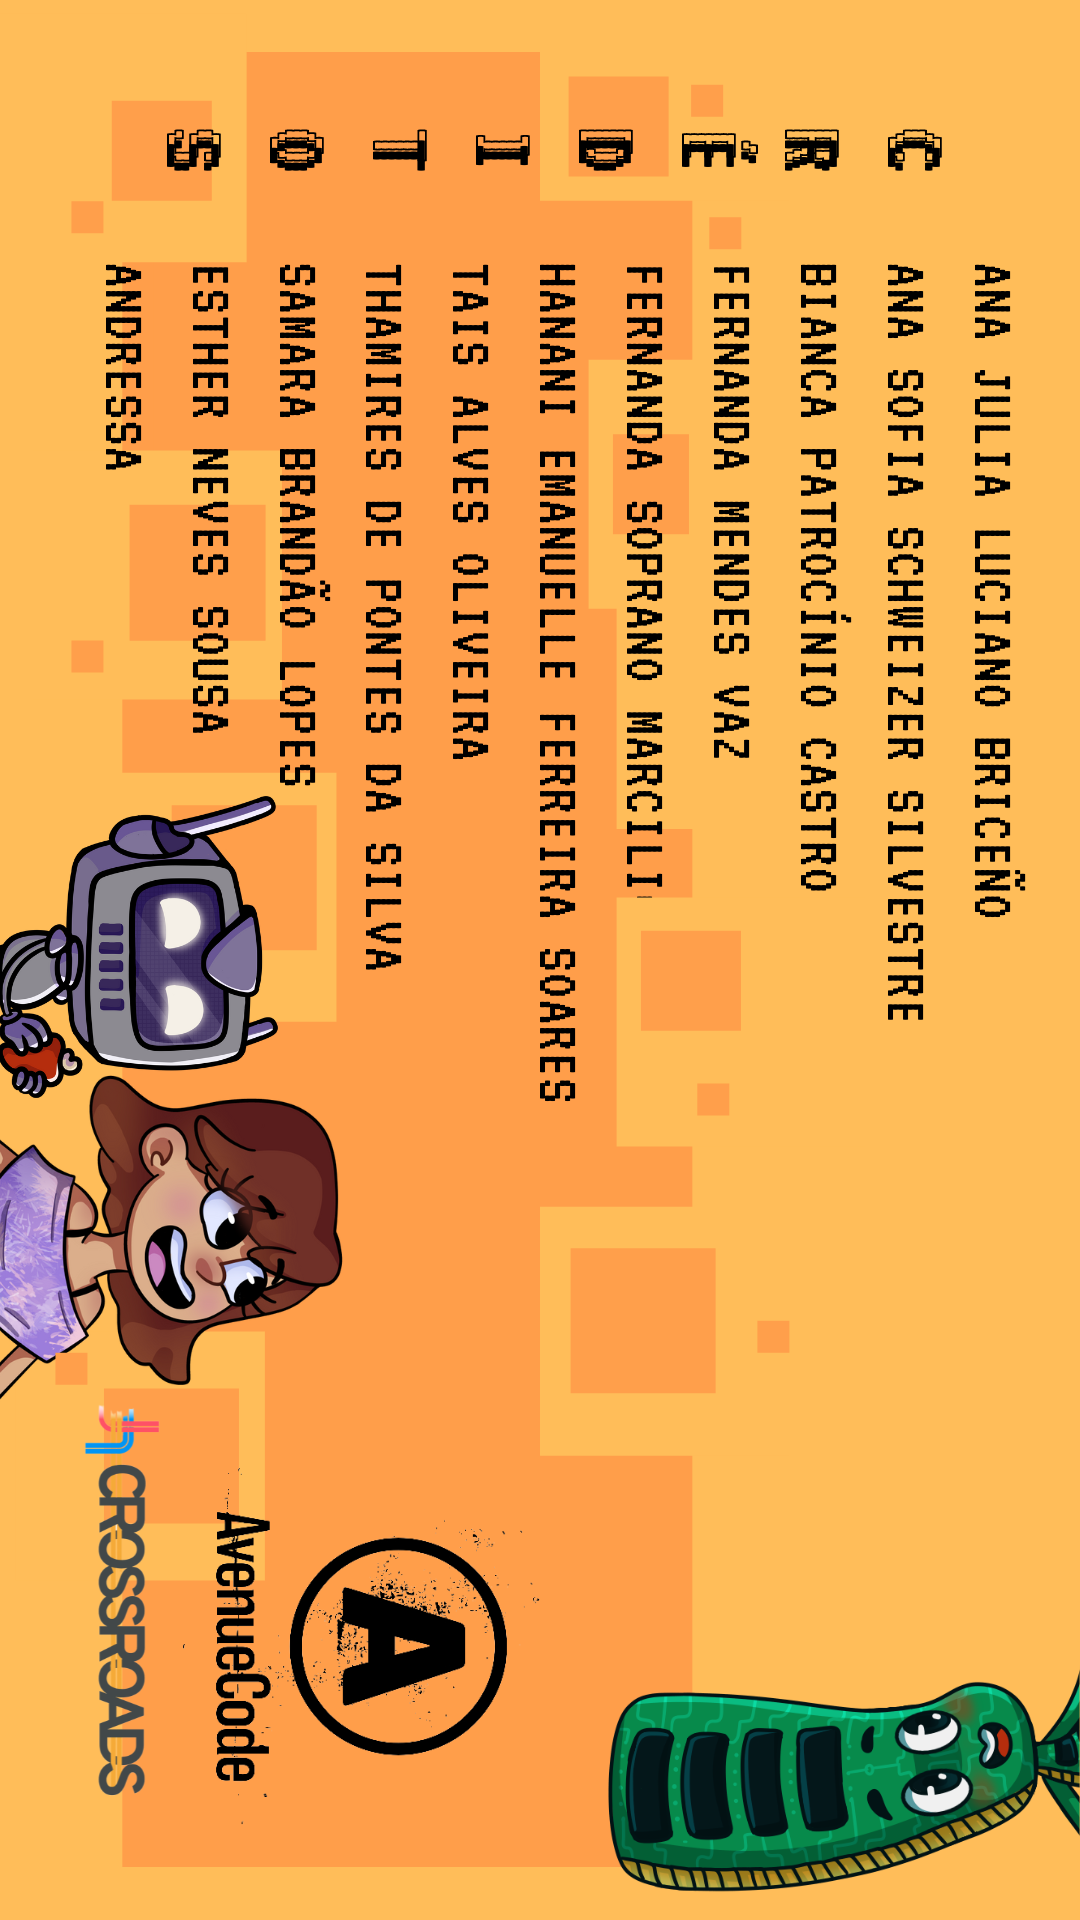 CRÉDITOS
ANA JULIA LUCIANO BRICEÑO
ANA SOFIA SCHWEIZER SILVESTRE
BIANCA PATROCÍNIO CASTRO
FERNANDA MENDES VAZ
FERNANDA SOPRANO MARCILI
HANANI EMANUELLE FERREIRA SOARES
TAIS ALVES OLIVEIRA
THAMIRES DE PONTES DA SILVA
SAMARA BRANDÃO LOPES
ESTHER NEVES SOUSA
ANDRESSA
A
AvenueCode
CROSSROADS